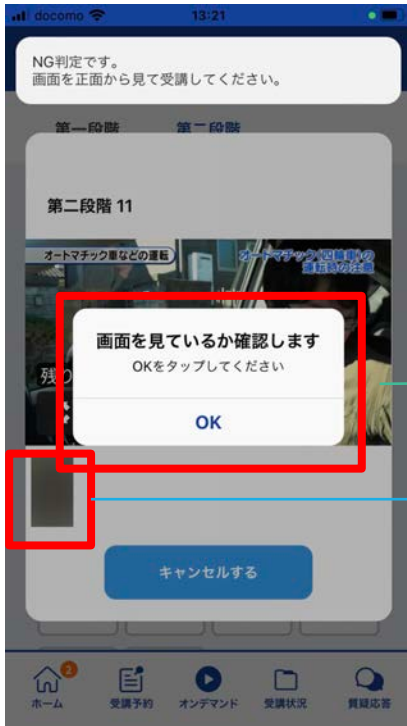 docomo 13:21
NG判定です。
画面を正面から見て受講してください。
第一段階 第二段階
第二段階 11
オートマチック車などの運転
オートマチック(四輪車)の
運転時の注意
画面を見ているか確認します
OKをタップしてください
残り
OK
キャンセルする
2
ホーム 受講予約 オンデマンド 受講状況 質疑応答